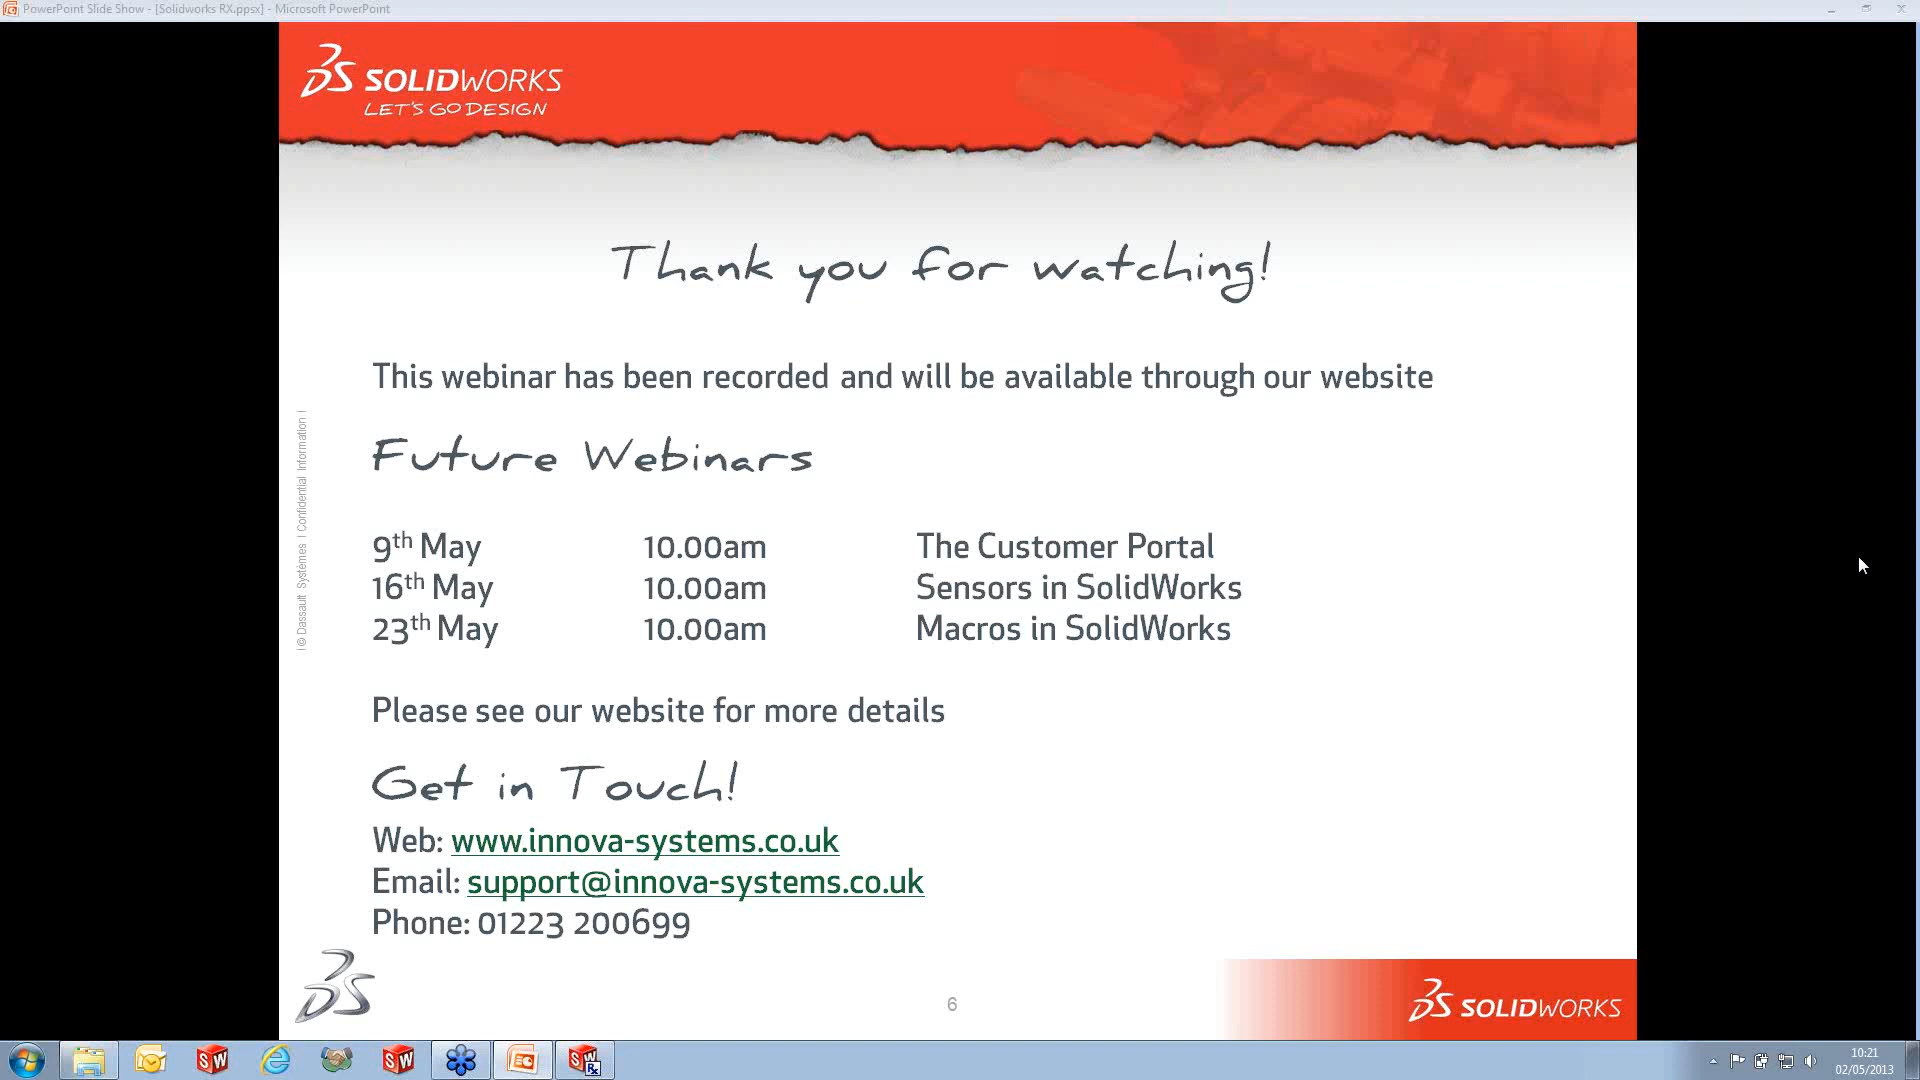 PowerPoint Slide Show - [Solidworks RX.ppsx] - Microsoft PowerPoint
SOLIDWORKS
LET'S GO DESIGN
Thank you for watching!
This webinar has been recorded and will be available through our website
Future Webinars
9th May 10.00am The Customer Portal
16th May 10.00am Sensors in SolidWorks
23th May 10.00am Macros in SolidWorks
Please see our website for more details
Get in Touch!
Web: www.innova-systems.co.uk
Email: support@innova-systems.co.uk
Phone: 01223 200699
I © Dassault Systèmes I Confidential Information I
6
SOLIDWORKS
SW
SW
SW
Rx
10:21
02/05/2013